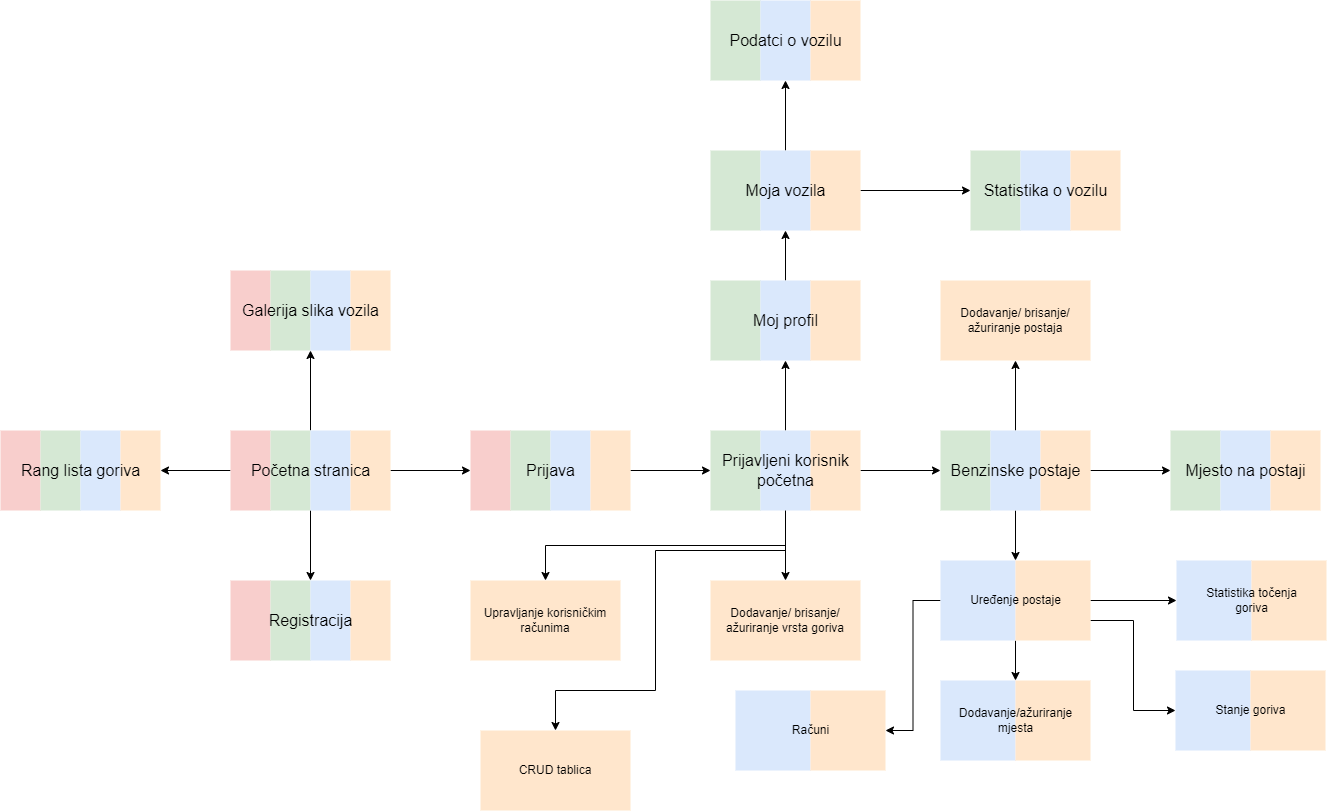 Podatci o vozilu
Moja vozila
Statistika o vozilu
Galerija slika vozila
Moj profil
Dodavanje/ brisanje/
ažuriranje postaja
Rang lista goriva
Početna stranica
Prijava
Prijavljeni korisnik
početna
Benzinske postaje
Mjesto na postaji
Registracija
Upravljanje korisničkim
računima
Dodavanje/ brisanje/
ažuriranje vrsta goriva
Uređenje postaje
Statistika točenja
goriva
Računi
Dodavanje/ažuriranje
mjesta
Stanje goriva
CRUD tablica